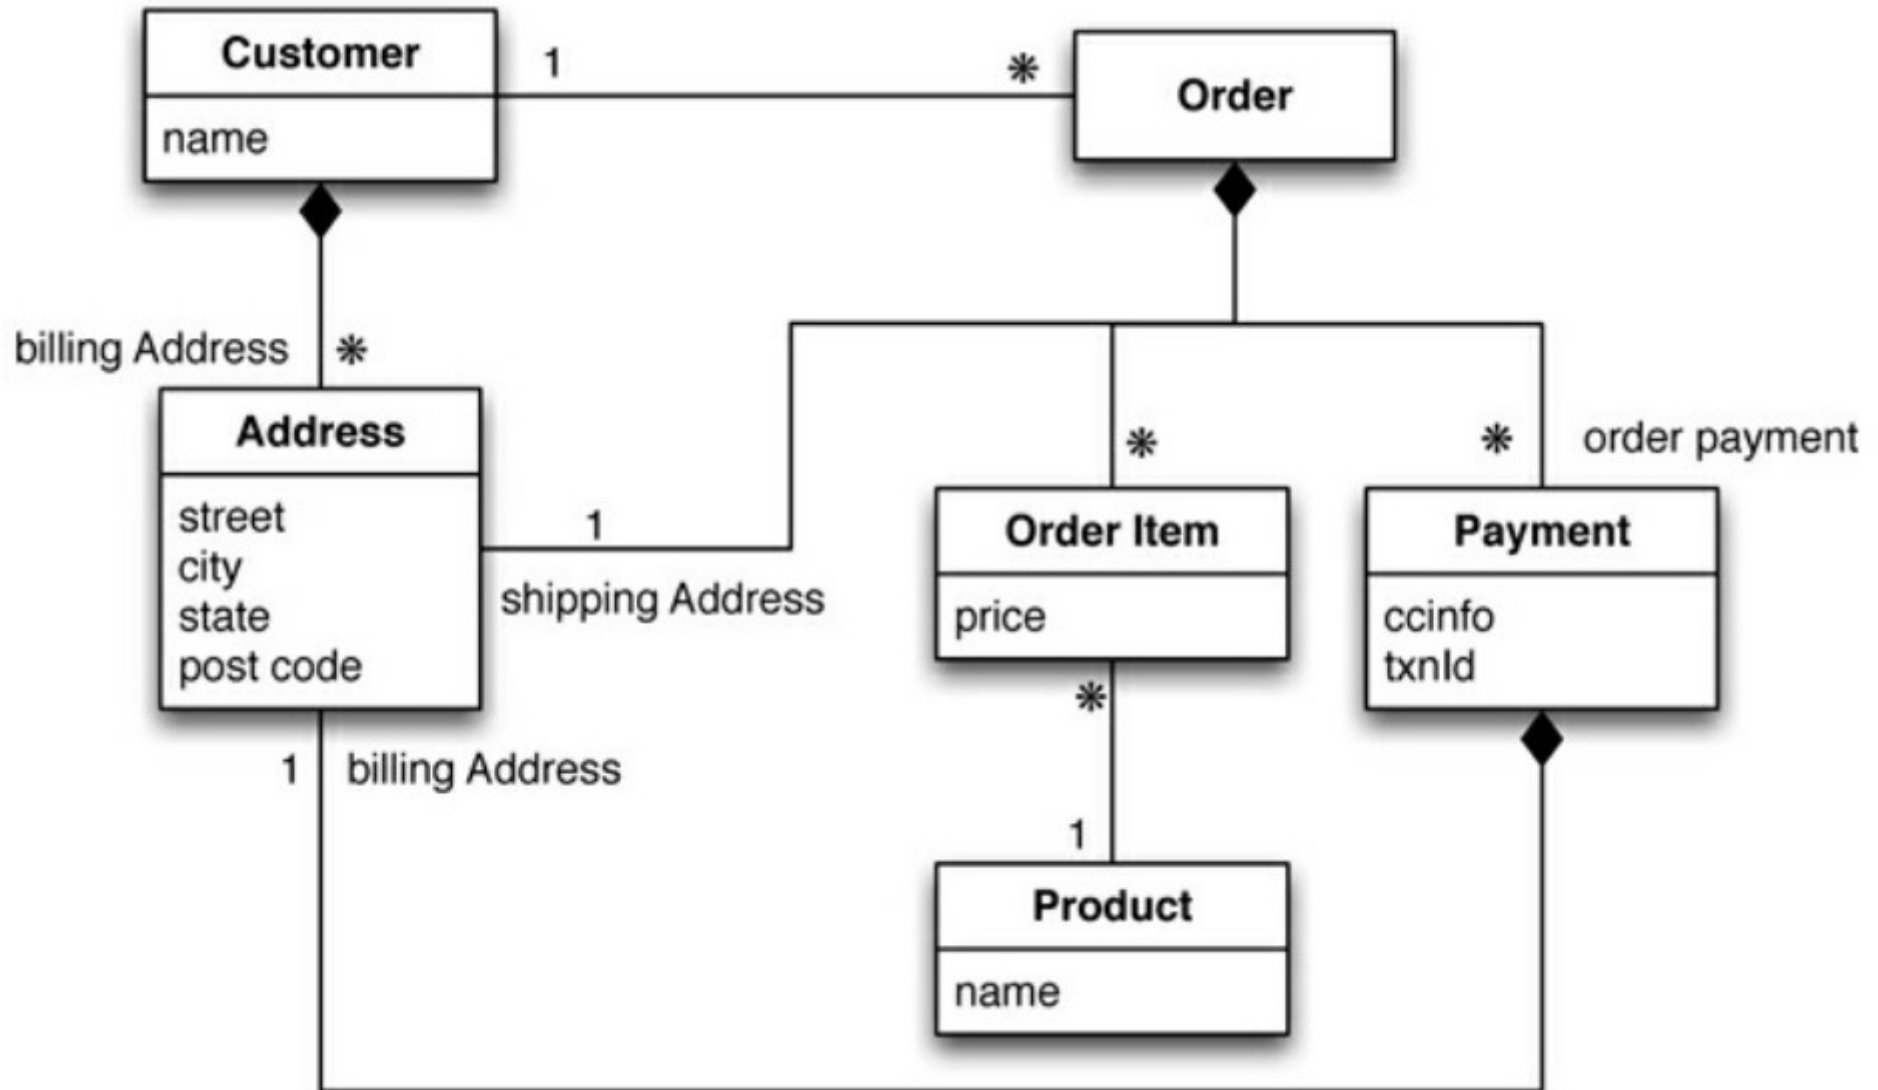 Customer
name
1
*
Order
billing Address
*
Address
street
city
state
post code
1
shipping Address
*
Order Item
price
*
order payment
Payment
ccinfo
txnId
1
billing Address
*
1
Product
name